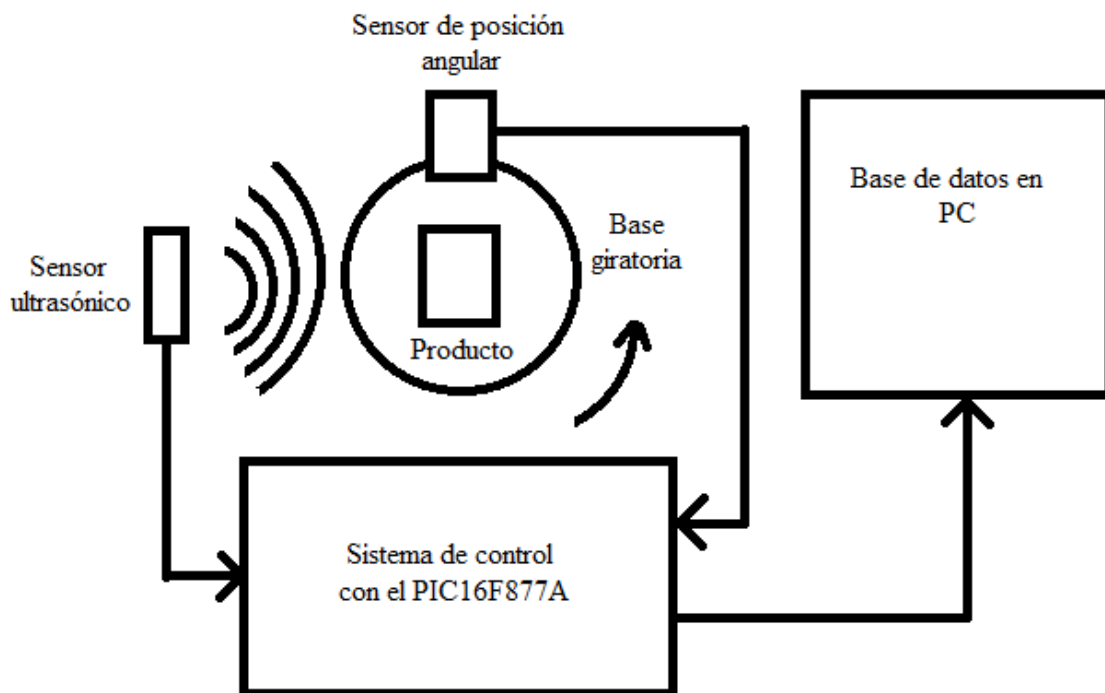 Sensor de posición
angular
Base de datos en
PC
Base
giratoria
Sensor
ultrasónico
Producto
Sistema de control
con el PIC16F877A